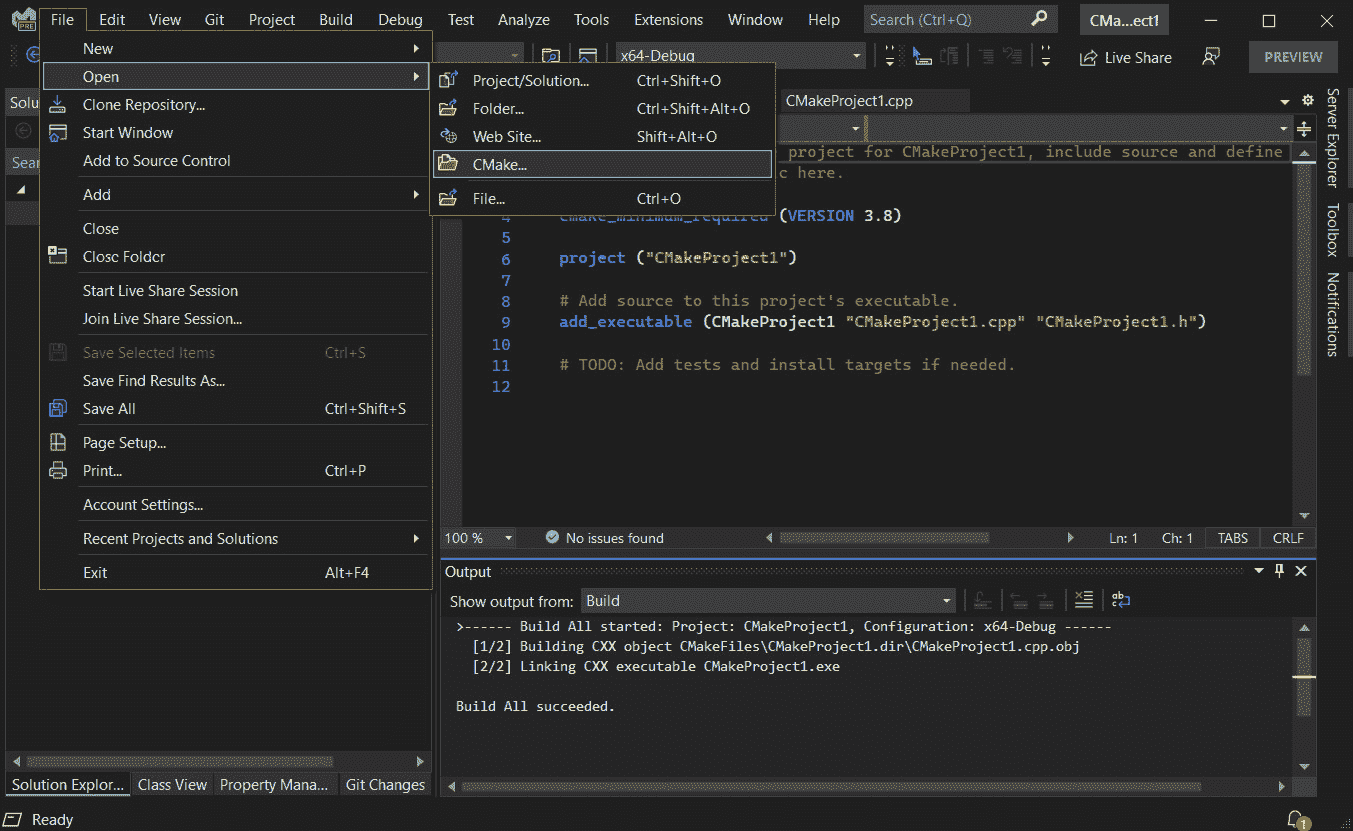 File Edit View Git Project Build Debug Test Analyze Tools Extensions Window Help Search (Ctrl+Q) CMa...ect1
PRE
x64-Debug Live Share PREVIEW
New
Open
Clone Repository...
Start Window
Add to Source Control
Add
Close
Close Folder
Start Live Share Session
Join Live Share Session...
Save Selected Items Ctrl+S
Save Find Results As...
Save All Ctrl+Shift+S
Page Setup...
Print... Ctrl+P
Account Settings...
Recent Projects and Solutions
Exit Alt+F4
Project/Solution... Ctrl+Shift+O
Folder... Ctrl+Shift+Alt+O
Web Site... Shift+Alt+O
CMake...
File... Ctrl+O
Solu
Sear
CMakeProject1.cpp
project for CMakeProject1, include source and define
c here.
4 cmake_minimum_required (VERSION 3.8)
5
6 project ("CMakeProject1")
7
8 # Add source to this project's executable.
9 add_executable (CMakeProject1 "CMakeProject1.cpp" "CMakeProject1.h")
10
11 # TODO: Add tests and install targets if needed.
12
100 % No issues found Ln: 1 Ch: 1 TABS CRLF
Output
Show output from: Build
>------ Build All started: Project: CMakeProject1, Configuration: x64-Debug ------
[1/2] Building CXX object CMakeFiles\CMakeProject1.dir\CMakeProject1.cpp.obj
[2/2] Linking CXX executable CMakeProject1.exe
Build All succeeded.
Server Explorer
Toolbox
Notifications
Solution Explor... Class View Property Mana... Git Changes
Ready 1